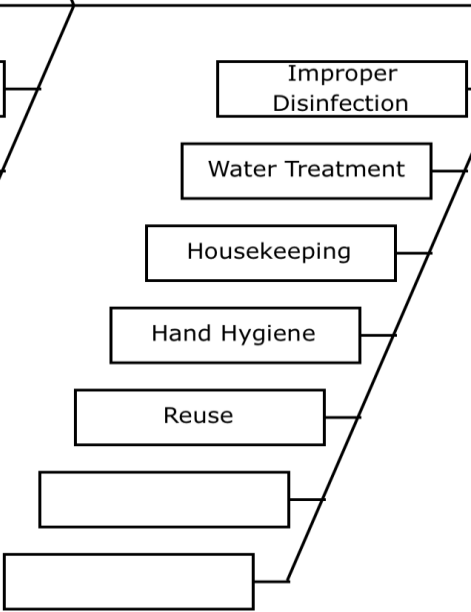 Improper
Disinfection
Water Treatment
Housekeeping
Hand Hygiene
Reuse